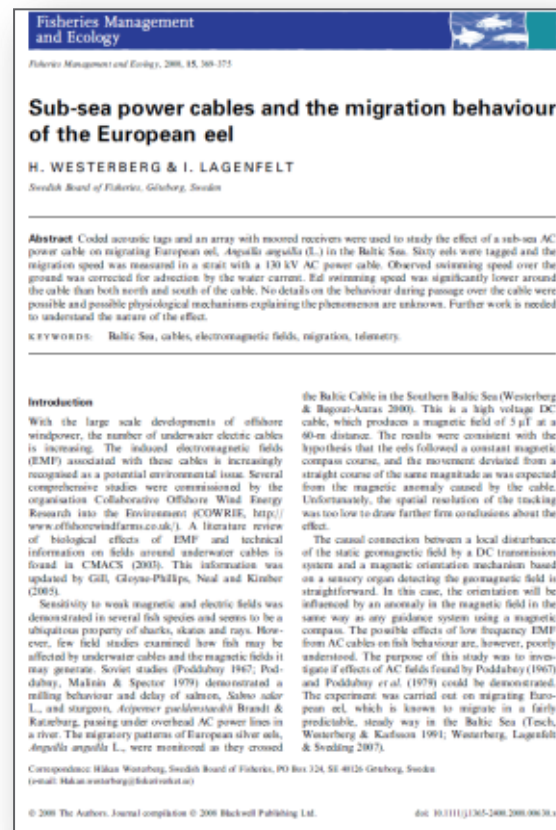 Fisheries Management
and Ecology
Fisheries Management and Ecology, 2008, 15, 369–375
Sub-sea power cables and the migration behaviour
of the European eel
H. WESTERBERG & I. LAGENFELT
Swedish Board of Fisheries, Göteborg, Sweden
Abstract Coded acoustic tags and an array with moored receivers were used to study the effect of a sub-sea AC
power cable on migrating European eel, Anguilla anguilla (L.) in the Baltic Sea. Sixty eels were tagged and the
migration speed was measured in a strait with a 130 kV AC power cable. Observed swimming speed over the
ground was corrected for advection by the water current. Eel swimming speed was significantly lower around
the cable than both north and south of the cable. No details on the behaviour during passage over the cable were
possible and possible physiological mechanisms explaining the phenomenon are unknown. Further work is needed
to understand the nature of the effect.
KEYWORDS: Baltic Sea, cables, electromagnetic fields, migration, telemetry.
Introduction
With the large scale developments of offshore
windpower, the number of underwater electric cables
is increasing. The induced electromagnetic fields
(EMF) associated with these cables is increasingly
recognised as a potential environmental issue. Several
comprehensive studies were commissioned by the
organisation Collaborative Offshore Wind Energy
Research into the Environment (COWRIE, http://
www.offshorewindfarms.co.uk/). A literature review
of biological effects of EMF and technical
information on fields around underwater cables is
found in CMACS (2003). This information was
updated by Gill, Gloyne-Phillips, Neal and Kimber
(2005).
Sensitivity to weak magnetic and electric fields was
demonstrated in several fish species and seems to be a
ubiquitous property of sharks, skates and rays. How-
ever, few field studies examined how fish may be
affected by underwater cables and the magnetic fields it
may generate. Soviet studies (Poddubny 1967; Pod-
dubny, Malinin & Spector 1979) demonstrated a
milling behaviour and delay of salmon, Salmo salar
L., and sturgeon, Acipenser gueldenstaedtii Brandt &
Ratzeburg, passing under overhead AC power lines in
a river. The migratory patterns of European silver eels,
Anguilla anguilla L., were monitored as they crossed
the Baltic Cable in the Southern Baltic Sea (Westerberg
& Begout-Anras 2000). This is a high voltage DC
cable, which produces a magnetic field of 5 μT at a
60-m distance. The results were consistent with the
hypothesis that the eels followed a constant magnetic
compass course, and the movement deviated from a
straight course of the same magnitude as was expected
from the magnetic anomaly caused by the cable.
Unfortunately, the spatial resolution of the tracking
was too low to draw farther firm conclusions about the
effect.
The causal connection between a local disturbance
of the static geomagnetic field by a DC transmission
system and a magnetic orientation mechanism based
on a sensory organ detecting the geomagnetic field is
straightforward. In this case, the orientation will be
influenced by an anomaly in the magnetic field in the
same way as any guidance system using a magnetic
compass. The possible effects of low frequency EMF
from AC cables on fish behaviour are, however, poorly
understood. The purpose of this study was to inves-
tigate if effects of AC fields found by Poddubny (1967)
and Poddubny et al. (1979) could be demonstrated.
The experiment was carried out on migrating Euro-
pean eel, which is known to migrate in a fairly
predictable, steady way in the Baltic Sea (Tesch,
Westerberg & Karlsson 1991; Westerberg, Lagenfelt
& Svedäng 2007).
Correspondence: Håkan Westerberg, Swedish Board of Fisheries, PO Box 324, SE-40126 Göteborg, Sweden
(e-mail: Hakan.westerberg@fiskeriverket.se)
© 2008 The Authors. Journal compilation © 2008 Blackwell Publishing Ltd.
doi: 10.1111/j.1365-2400.2008.00630.x